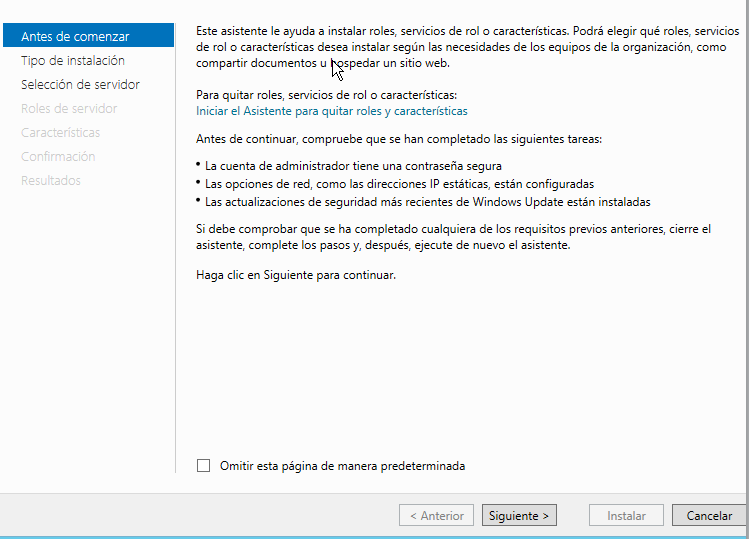 Antes de comenzar
Tipo de instalación
Selección de servidor
Roles de servidor
Características
Confirmación
Resultados
Este asistente le ayuda a instalar roles, servicios de rol o características. Podrá elegir qué roles, servicios
de rol o características desea instalar según las necesidades de los equipos de la organización, como
compartir documentos u hospedar un sitio web.
Para quitar roles, servicios de rol o características:
Iniciar el Asistente para quitar roles y características
Antes de continuar, compruebe que se han completado las siguientes tareas:
• La cuenta de administrador tiene una contraseña segura
• Las opciones de red, como las direcciones IP estáticas, están configuradas
• Las actualizaciones de seguridad más recientes de Windows Update están instaladas
Si debe comprobar que se ha completado cualquiera de los requisitos previos anteriores, cierre el
asistente, complete los pasos y, después, ejecute de nuevo el asistente.
Haga clic en Siguiente para continuar.
Omitir esta página de manera predeterminada
< Anterior
Siguiente >
Instalar
Cancelar